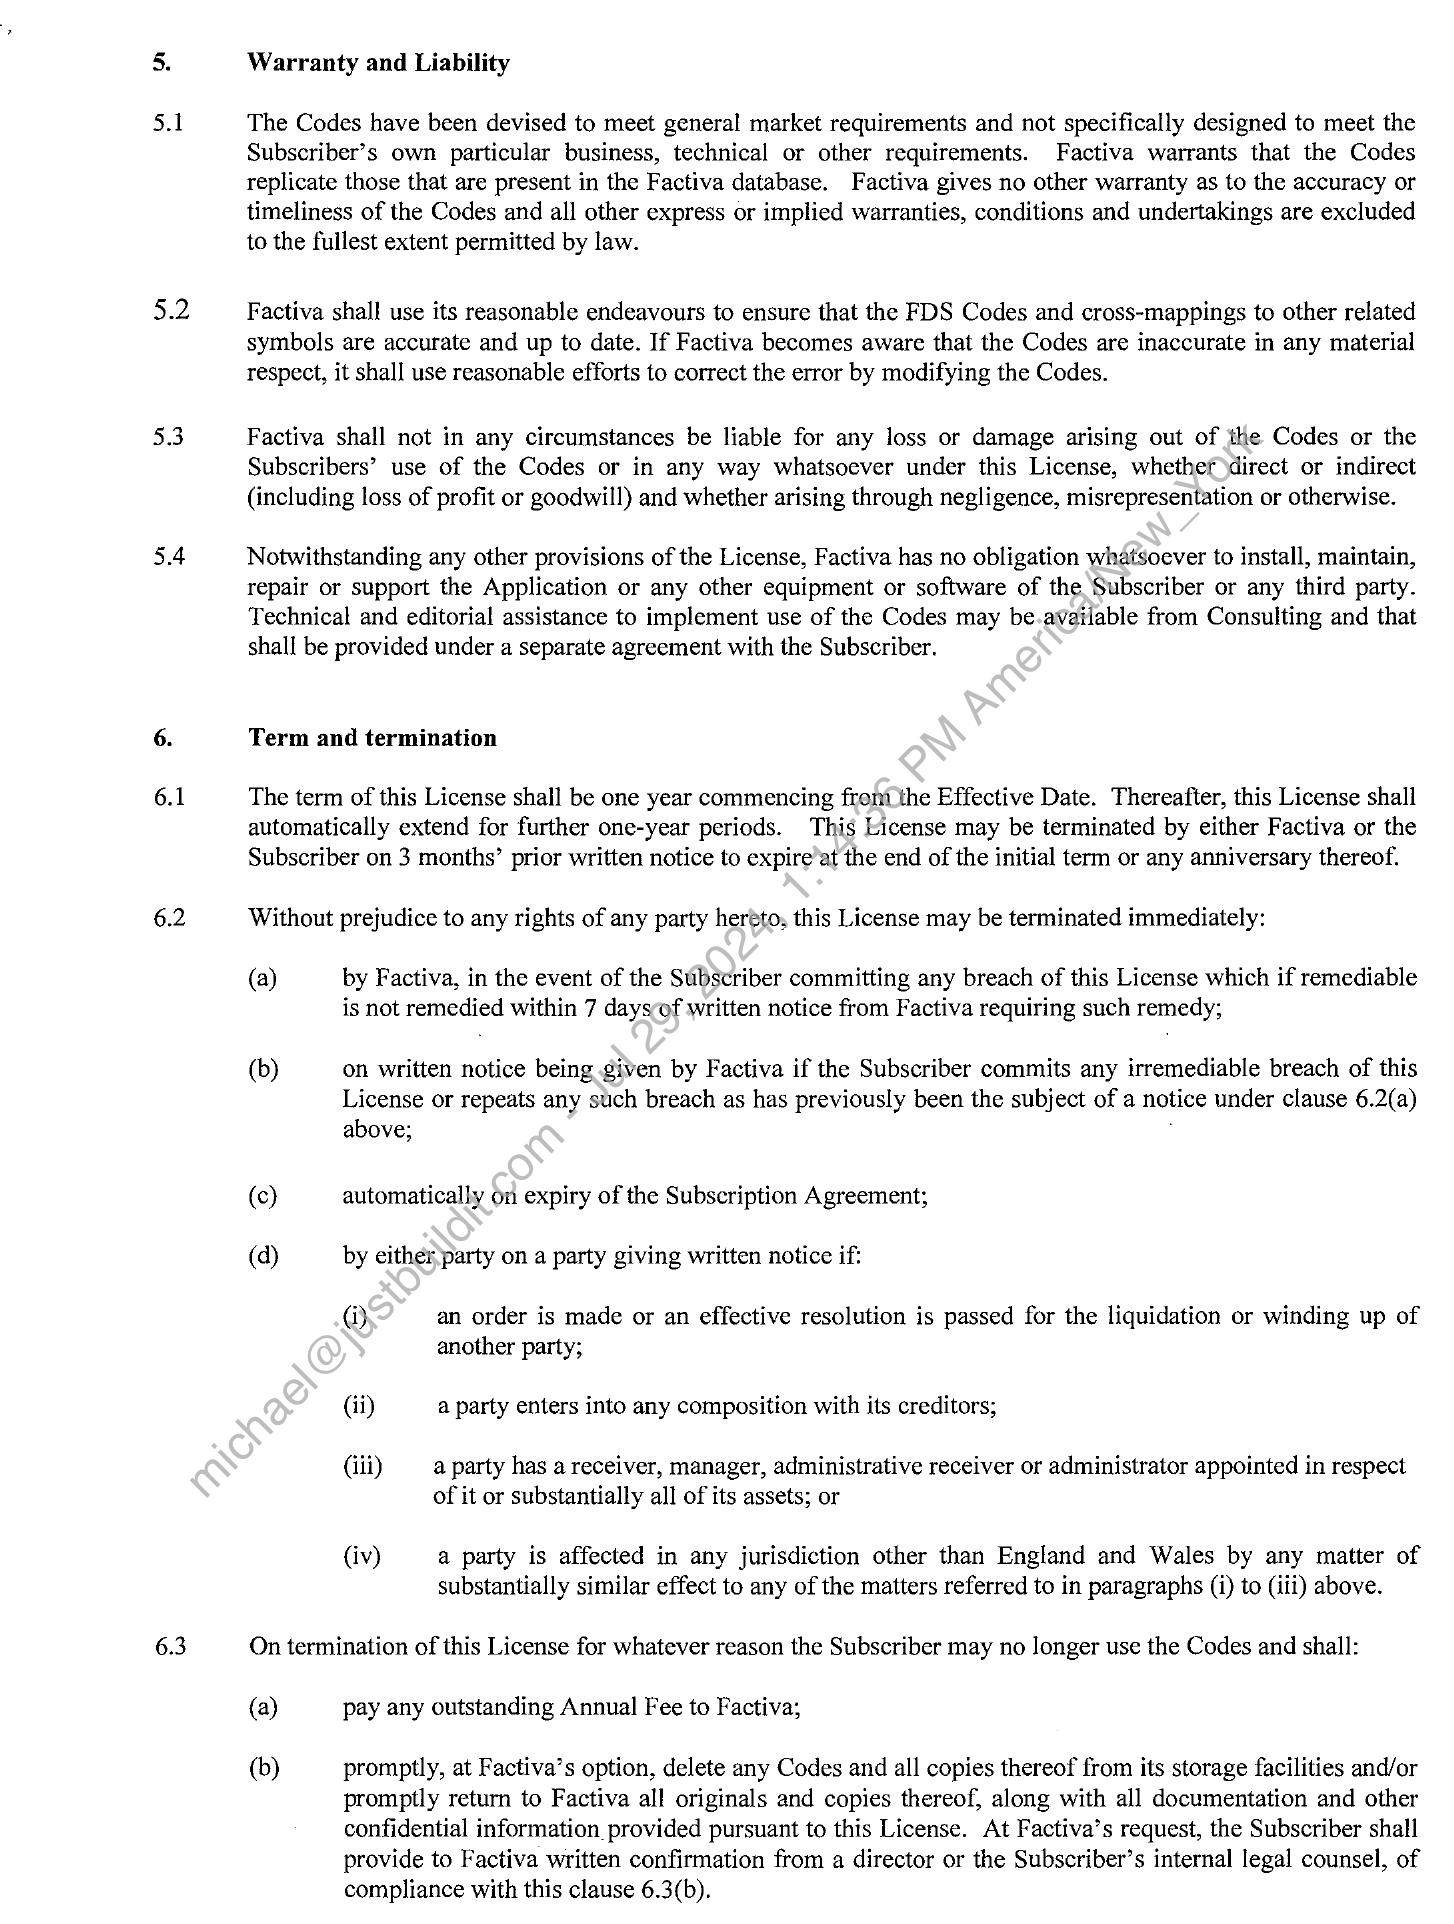 5. Warranty and Liability
5.1 The Codes have been devised to meet general market requirements and not specifically designed to meet the
Subscriber's own particular business, technical or other requirements. Factiva warrants that the Codes
replicate those that are present in the Factiva database. Factiva gives no other warranty as to the accuracy or
timeliness of the Codes and all other express or implied warranties, conditions and undertakings are excluded
to the fullest extent permitted by law.
5.2 Factiva shall use its reasonable endeavours to ensure that the FDS Codes and cross-mappings to other related
symbols are accurate and up to date. If Factiva becomes aware that the Codes are inaccurate in any material
respect, it shall use reasonable efforts to correct the error by modifying the Codes.
5.3 Factiva shall not in any circumstances be liable for any loss or damage arising out of the Codes or the
Subscribers' use of the Codes or in any way whatsoever under this License, whether direct or indirect
(including loss of profit or goodwill) and whether arising through negligence, misrepresentation or otherwise.
5.4 Notwithstanding any other provisions of the License, Factiva has no obligation whatsoever to install, maintain,
repair or support the Application or any other equipment or software of the Subscriber or any third party.
Technical and editorial assistance to implement use of the Codes may be available from Consulting and that
shall be provided under a separate agreement with the Subscriber.
6. Term and termination
6.1 The term of this License shall be one year commencing from the Effective Date. Thereafter, this License shall
automatically extend for further one-year periods. This License may be terminated by either Factiva or the
Subscriber on 3 months' prior written notice to expire at the end of the initial term or any anniversary thereof.
6.2 Without prejudice to any rights of any party hereto, this License may be terminated immediately:
(a) by Factiva, in the event of the Subscriber committing any breach of this License which if remediable
is not remedied within 7 days of written notice from Factiva requiring such remedy;
(b) on written notice being given by Factiva if the Subscriber commits any irremediable breach of this
License or repeats any such breach as has previously been the subject of a notice under clause 6.2(a)
above;
(c) automatically on expiry of the Subscription Agreement;
(d) by either party on a party giving written notice if:
(i) an order is made or an effective resolution is passed for the liquidation or winding up of
another party;
(ii) a party enters into any composition with its creditors;
(iii) a party has a receiver, manager, administrative receiver or administrator appointed in respect
of it or substantially all of its assets; or
(iv) a party is affected in any jurisdiction other than England and Wales by any matter of
substantially similar effect to any of the matters referred to in paragraphs (i) to (iii) above.
6.3 On termination of this License for whatever reason the Subscriber may no longer use the Codes and shall:
(a) pay any outstanding Annual Fee to Factiva;
(b) promptly, at Factiva's option, delete any Codes and all copies thereof from its storage facilities and/or
promptly return to Factiva all originals and copies thereof, along with all documentation and other
confidential information provided pursuant to this License. At Factiva's request, the Subscriber shall
provide to Factiva written confirmation from a director or the Subscriber's internal legal counsel, of
compliance with this clause 6.3(b).
michael@justbuildit.com - Jul 29, 2024, 1:14:36 PM America/New_York